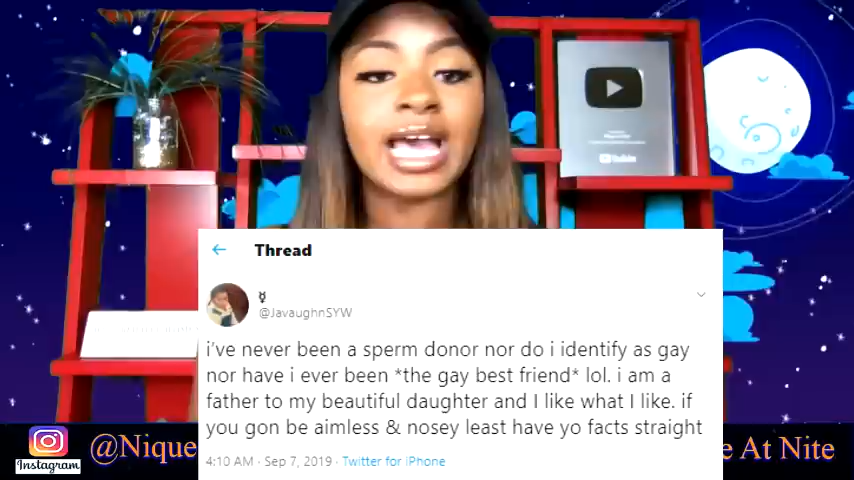 YouTube
Thread
@JavaughnSYW
i've never been a sperm donor nor do i identify as gay
nor have i ever been *the gay best friend* lol. i am a
father to my beautiful daughter and I like what I like. if
you gon be aimless & nosey least have yo facts straight
4:10 AM · Sep 7, 2019 · Twitter for iPhone
Instagram
@Nique
e At Nite